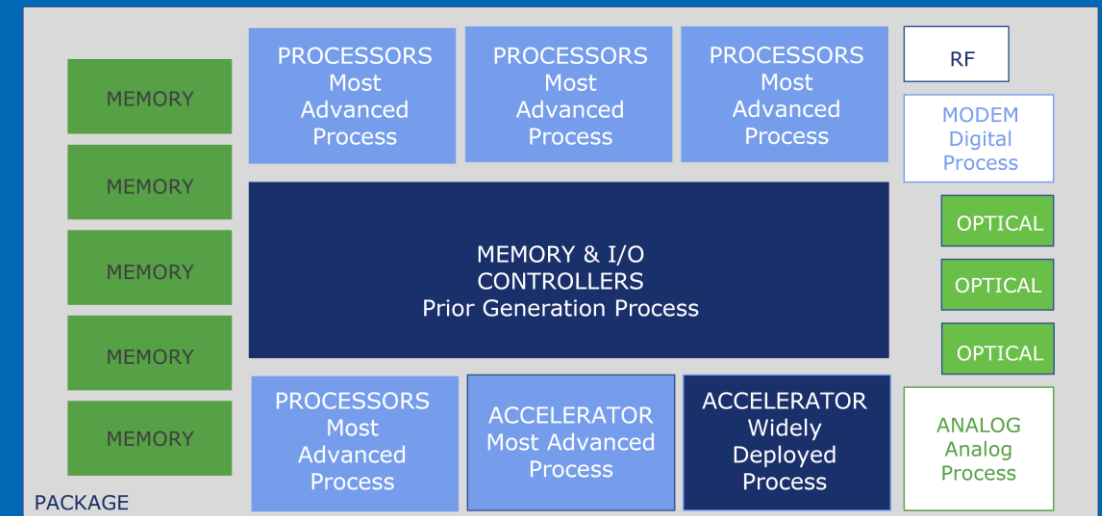 MEMORY
MEMORY
MEMORY
MEMORY
MEMORY
PACKAGE
PROCESSORS
Most
Advanced
Process
PROCESSORS
Most
Advanced
Process
PROCESSORS
Most
Advanced
Process
MEMORY & I/O
CONTROLLERS
Prior Generation Process
PROCESSORS
Most
Advanced
Process
ACCELERATOR
Most Advanced
Process
ACCELERATOR
Widely
Deployed
Process
RF
MODEM
Digital
Process
OPTICAL
OPTICAL
OPTICAL
ANALOG
Analog
Process